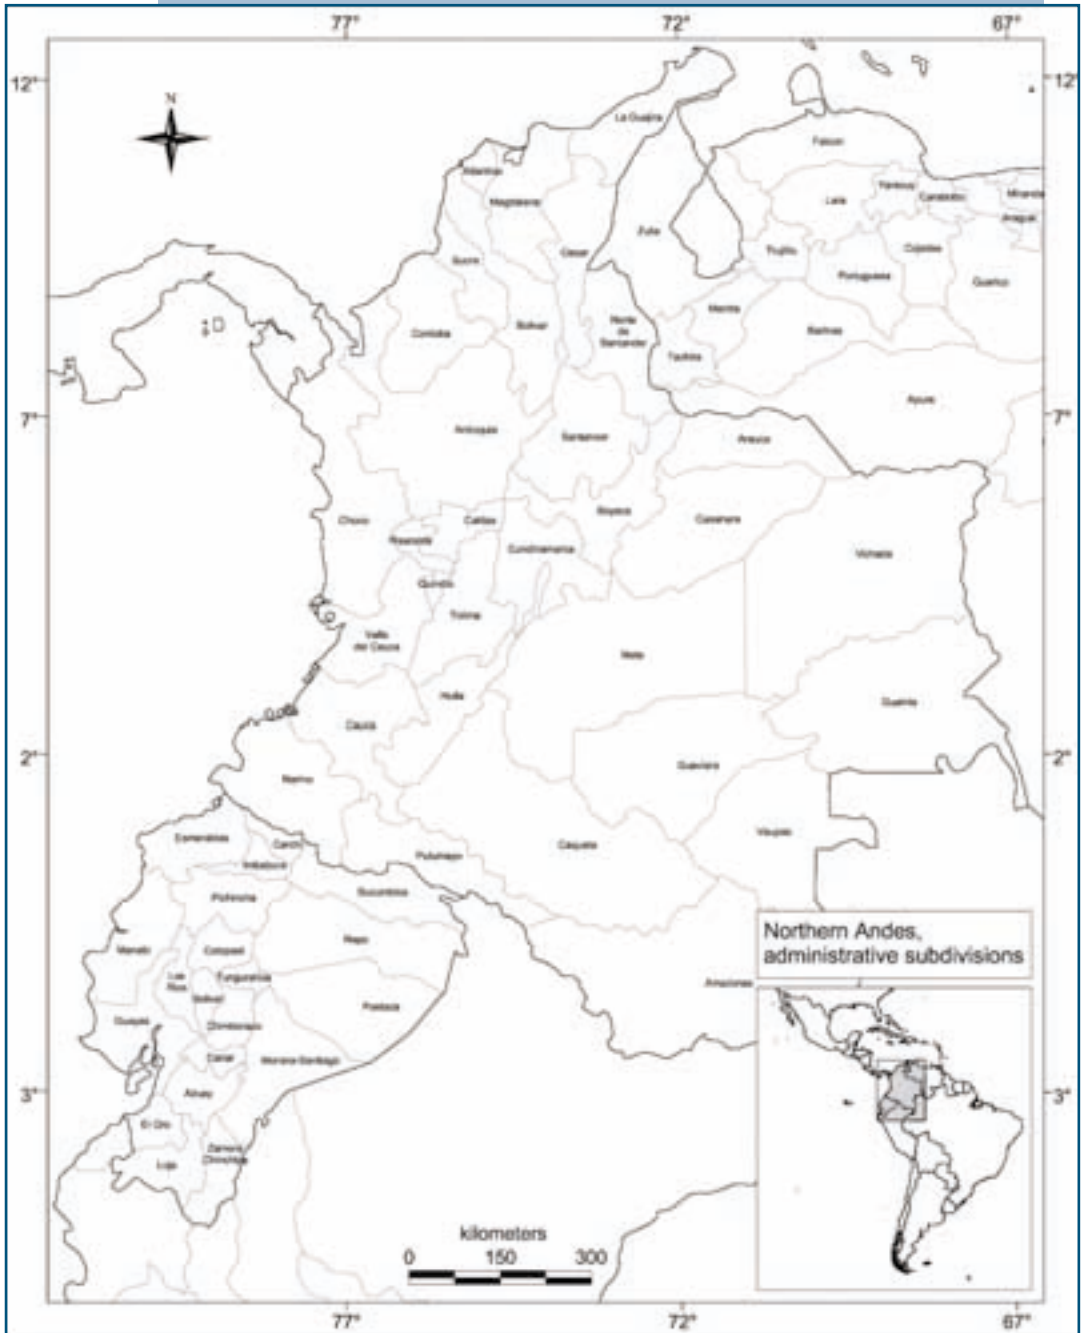 77°
72°
67°
12°
12°
N
La Guajira
Falcon
Atlantico
Magdalena
Lara
Yaracuy
Carabobo
Miranda
Aragua
Zulia
Cesar
Sucre
Trujillo
Cojedes
Portuguesa
Guarico
Merida
Cordoba
Bolivar
Norte
de
Santander
Barinas
Tachira
7°
7°
Apure
Antioquia
Santander
Arauca
Choco
Caldas
Boyaca
Casanare
Risaralda
Cundinamarca
Vichada
Quindio
Tolima
Valle
del Cauca
Meta
Huila
Cauca
Guainia
2°
2°
Narino
Guaviare
Esmeraldas
Carchi
Imbabura
Putumayo
Caqueta
Vaupes
Pichincha
Sucumbios
Manabi
Cotopaxi
Napo
Northern Andes,
administrative subdivisions
Los
Rios
Tungurahua
Bolivar
Pastaza
Amazonas
Guayas
Chimborazo
Canar
Morona-Santiago
3°
3°
Azuay
El Oro
Zamora
Chinchipe
Loja
kilometers
0 150 300
77°
72°
67°